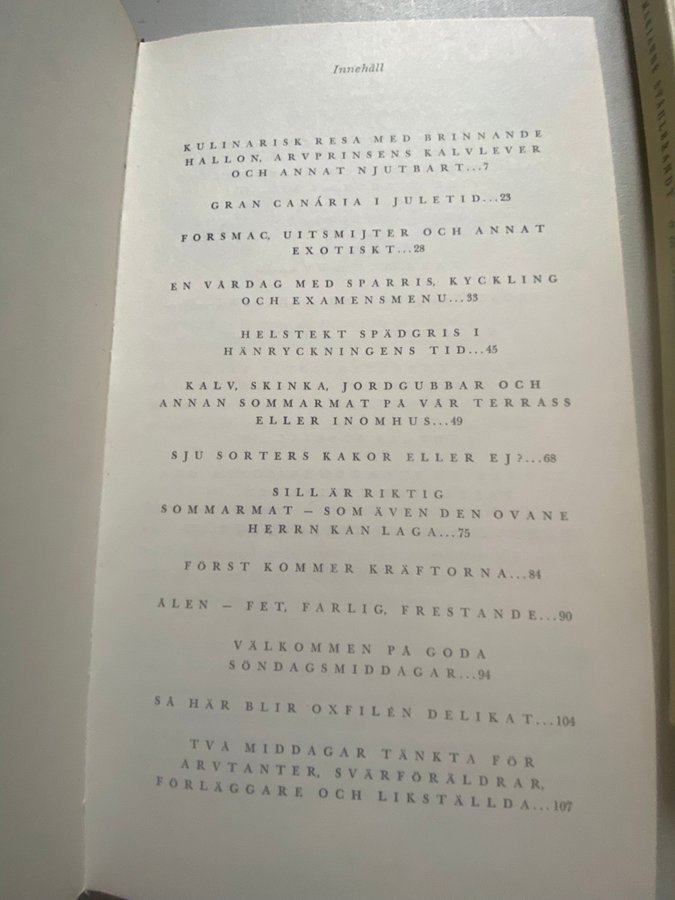 Innehåll
KULINARISK RESA MED BRINNANDE
HALLON, ARVPRINSENS KALVLEVER
OCH ANNAT NJUTBART...7
GRAN CANÁRIA I JULETID...23
FORSMAC, UITSMIJTER OCH ANNAT
EXOTISKT...28
EN VÅRDAG MED SPARRIS, KYCKLING
OCH EXAMENSMENU...33
HELSTEKT SPÄDGRIS I
HÄNRYCKNINGENS TID...45
KALV, SKINKA, JORDGUBBAR OCH
ANNAN SOMMARMAT PÅ VÅR TERRASS
ELLER INOMHUS...49
SJU SORTERS KAKOR ELLER EJ?...68
SILL ÄR RIKTIG
SOMMARMAT – SOM ÄVEN DEN OVANE
HERRN KAN LAGA...75
FÖRST KOMMER KRÄFTORNA...84
ÅLEN – FET, FARLIG, FRESTANDE...90
VÄLKOMMEN PÅ GODA
SÖNDAGSMIDDAGAR...94
SÅ HÄR BLIR OXFILÉN DELIKAT...104
TVÅ MIDDAGAR TÄNKTA FÖR
ARVTANTER, SVÄRFÖRÄLDRAR,
FÖRLÄGGARE OCH LIKSTÄLLDA...107
MARIANNE STÅHLBRANDT